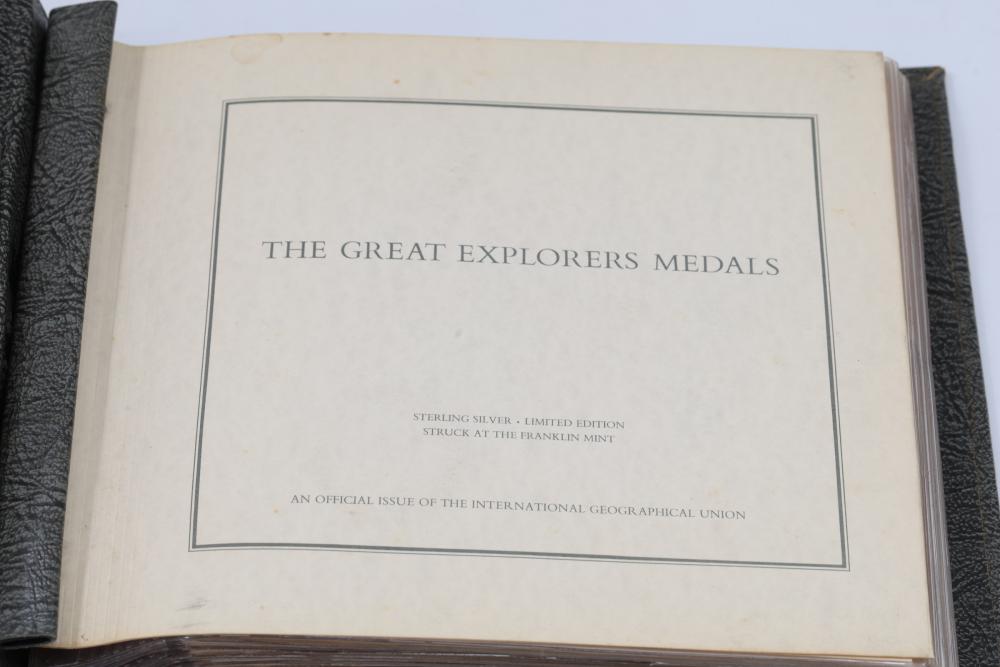 THE GREAT EXPLORERS MEDALS
STERLING SILVER • LIMITED EDITION
STRUCK AT THE FRANKLIN MINT
AN OFFICIAL ISSUE OF THE INTERNATIONAL GEOGRAPHICAL UNION